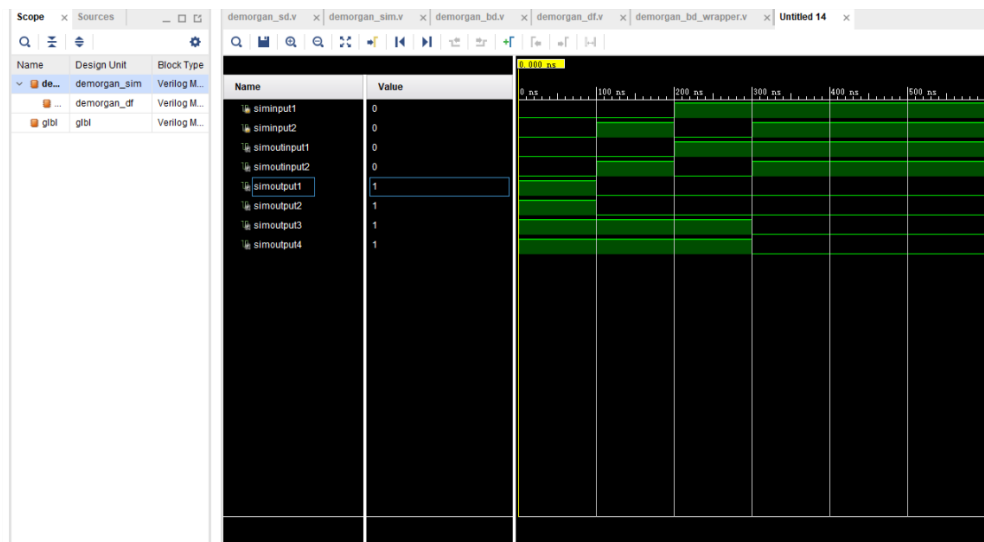 Scope × Sources
demorgan_sd.v × demorgan_sim.v × demorgan_bd.v × demorgan_df.v × demorgan_bd_wrapper.v × Untitled 14 ×
Name Design Unit Block Type
de... demorgan_sim Verilog M...
... demorgan_df Verilog M...
glbl glbl Verilog M...
0.000 ns
Name Value
0 ns 100 ns 200 ns 300 ns 400 ns 500 ns
siminput1 0
siminput2 0
simoutinput1 0
simoutinput2 0
simoutput1 1
simoutput2 1
simoutput3 1
simoutput4 1